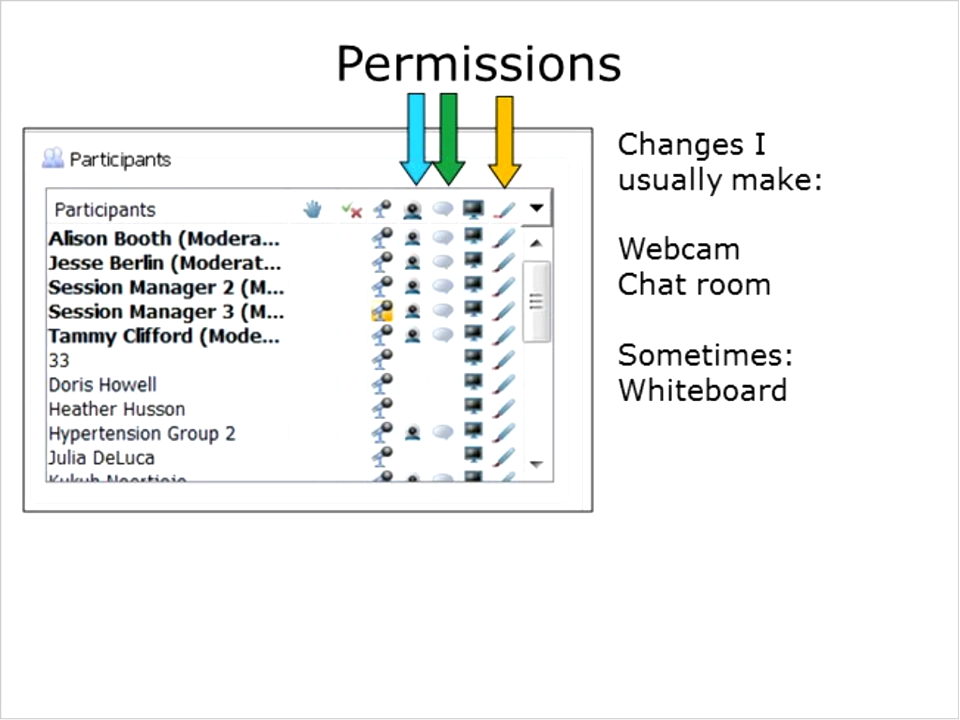 Permissions
Participants
Participants
Alison Booth (Modera...
Jesse Berlin (Moderat...
Session Manager 2 (M...
Session Manager 3 (M...
Tammy Clifford (Mode...
33
Doris Howell
Heather Husson
Hypertension Group 2
Julia DeLuca
Changes I
usually make:
Webcam
Chat room
Sometimes:
Whiteboard